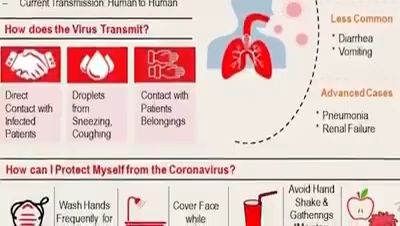 Current Transmission: Human to Human
How does the Virus Transmit?
Less Common
* Diarrhea
* Vomiting
Direct
Contact with
Infected
Patients
Droplets
from
Sneezing,
Coughing
Contact with
Patients
Belongings
Advanced Cases
* Pneumonia
* Renal Failure
How can I Protect Myself from the Coronavirus?
Wash Hands
Frequently for
Cover Face
while
Avoid Hand
Shake &
Gatherings